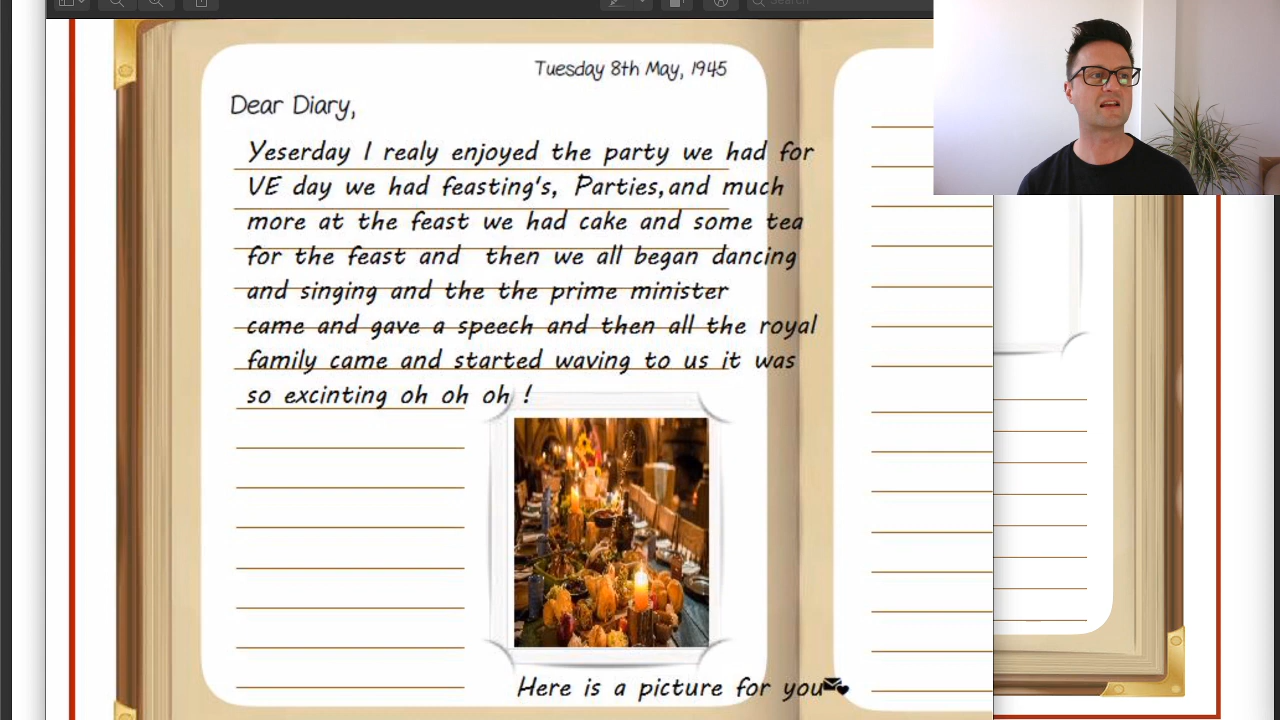 Search
Tuesday 8th May, 1945
Dear Diary,
Yeserday I realy enjoyed the party we had for
VE day we had feasting's, Parties,and much
more at the feast we had cake and some tea
for the feast and then we all began dancing
and singing and the the prime minister
came and gave a speech and then all the royal
family came and started waving to us it was
so excinting oh oh oh !
Here is a picture for you